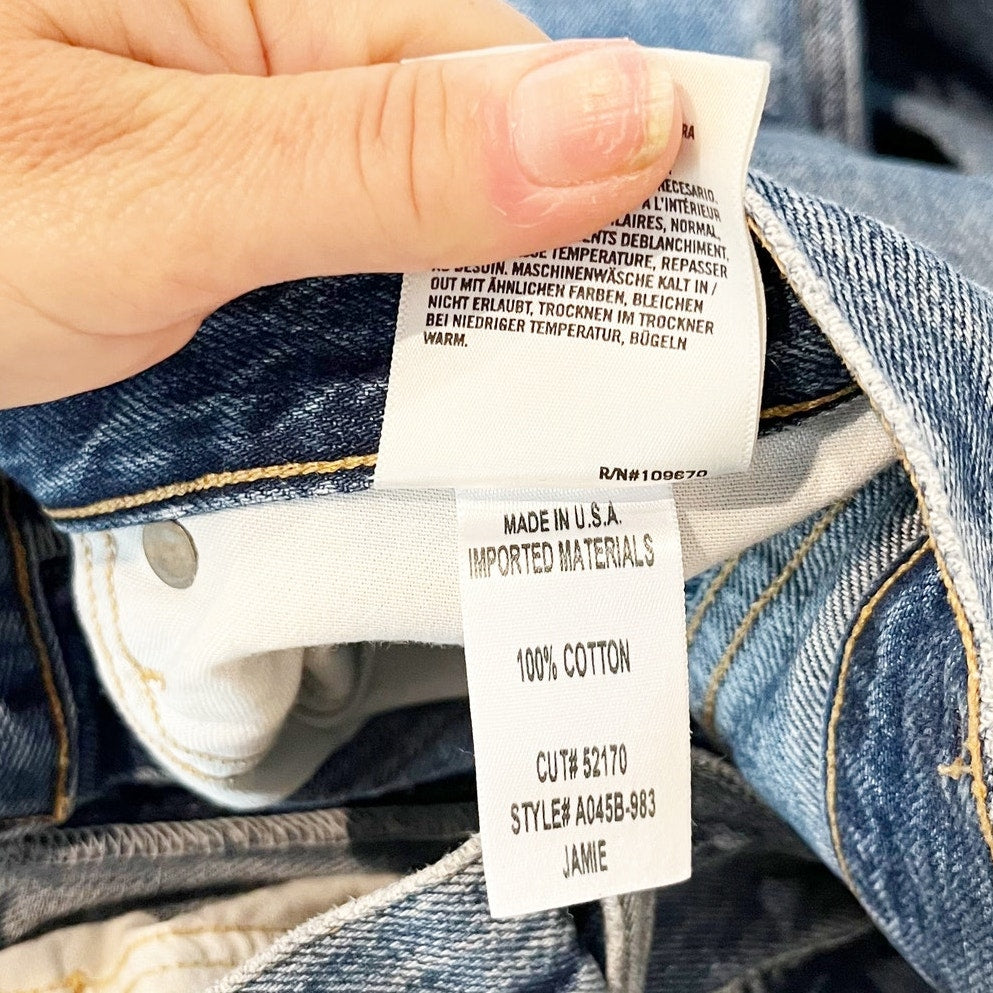 RA
NECESARIO.
A L'INTÉRIEUR
LAIRES, NORMAL,
ENTS DEBLANCHIMENT,
TEMPERATURE, REPASSER
AU BESOIN. MASCHINENWÄSCHE KALT IN /
OUT MIT ÄHNLICHEN FARBEN, BLEICHEN
NICHT ERLAUBT, TROCKNEN IM TROCKNER
BEI NIEDRIGER TEMPERATUR, BÜGELN
WARM.
R/N#109670
MADE IN U.S.A.
IMPORTED MATERIALS
100% COTTON
CUT# 52170
STYLE# A045B-983
JAMIE